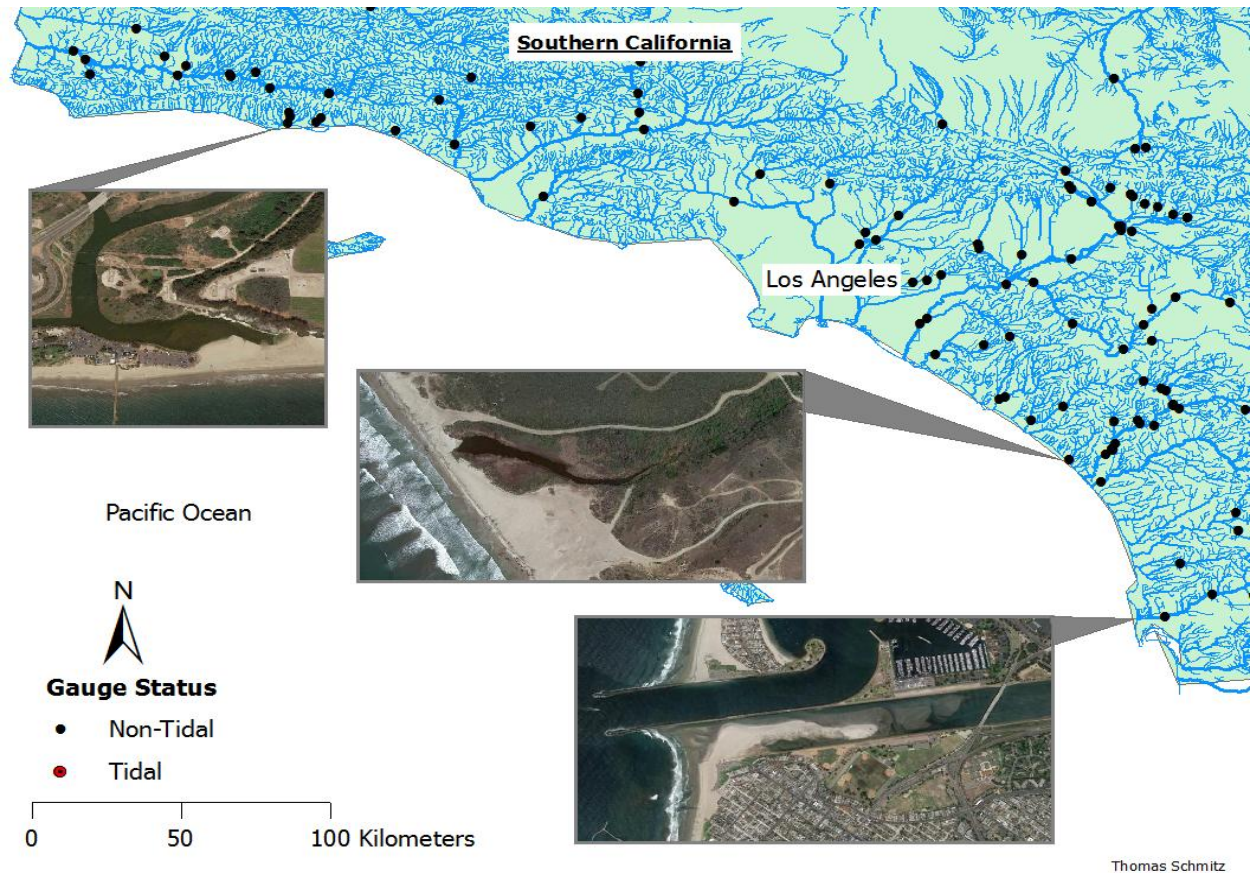 Southern California
Los Angeles
Pacific Ocean
N
Gauge Status
Non-Tidal
Tidal
0 50 100 Kilometers
Thomas Schmitz